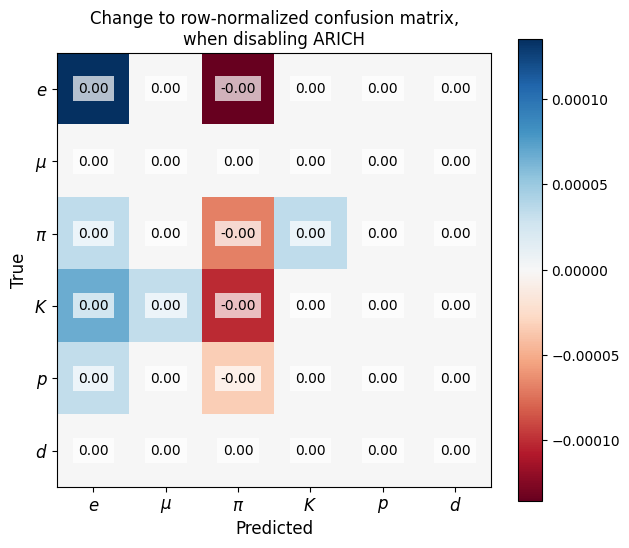 Change to row-normalized confusion matrix,
when disabling ARICH
True
e 0.00 0.00 -0.00 0.00 0.00 0.00
μ 0.00 0.00 0.00 0.00 0.00 0.00
π 0.00 0.00 -0.00 0.00 0.00 0.00
K 0.00 0.00 -0.00 0.00 0.00 0.00
p 0.00 0.00 -0.00 0.00 0.00 0.00
d 0.00 0.00 0.00 0.00 0.00 0.00
e μ π K p d
Predicted
0.00010
0.00005
0.00000
−0.00005
−0.00010